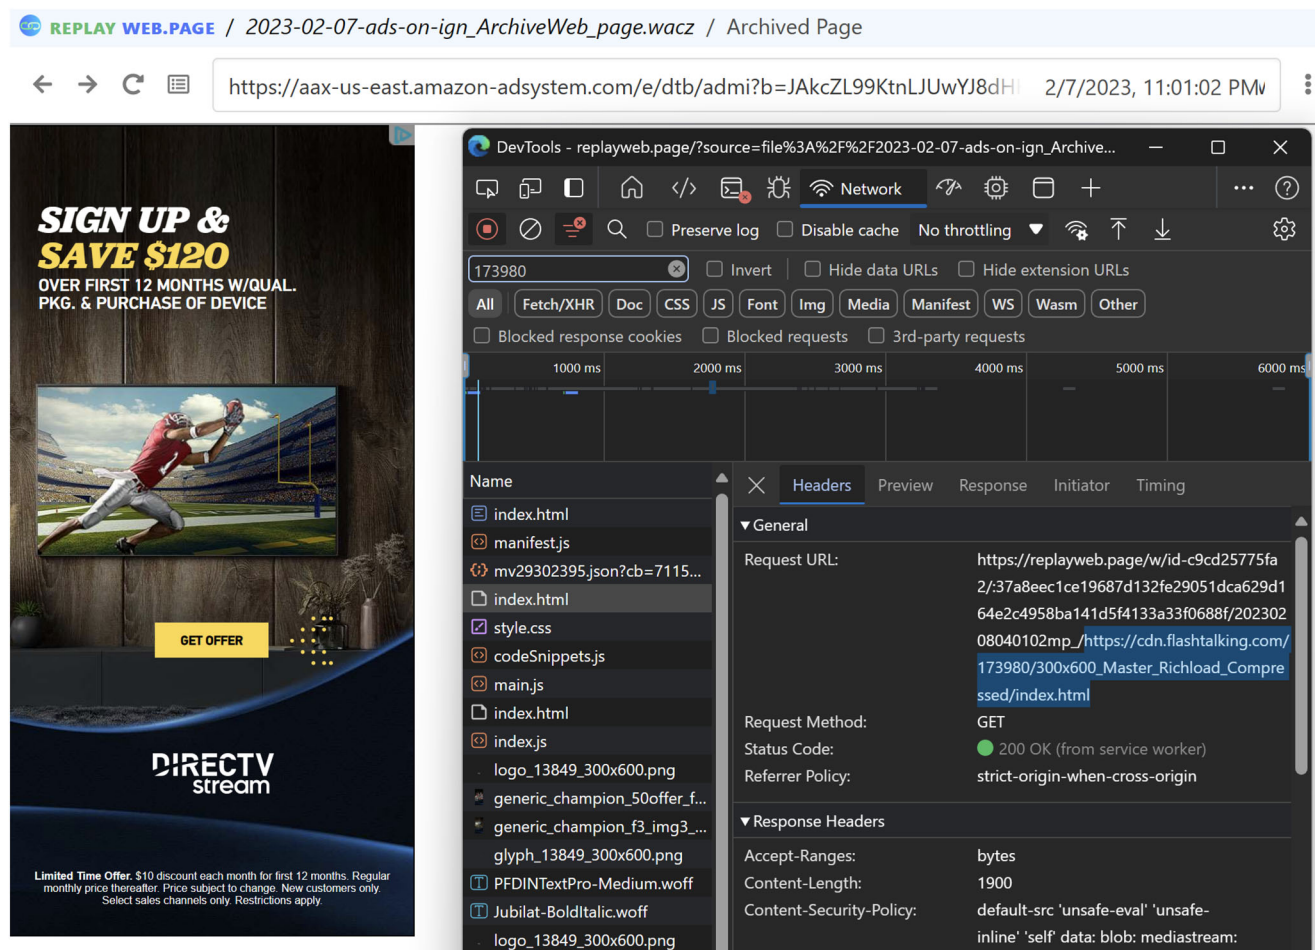 REPLAY WEB.PAGE / 2023-02-07-ads-on-ign_ArchiveWeb_page.wacz / Archived Page
https://aax-us-east.amazon-adsystem.com/e/dtb/admi?b=JAkcZL99KtnLJUwYJ8dH 2/7/2023, 11:01:02 PM
SIGN UP &
SAVE $120
OVER FIRST 12 MONTHS W/QUAL.
PKG. & PURCHASE OF DEVICE
1
GET OFFER
DIRECTV
stream
Limited Time Offer. $10 discount each month for first 12 months. Regular
monthly price thereafter. Price subject to change. New customers only.
Select sales channels only. Restrictions apply.
DevTools - replayweb.page/?source=file%3A%2F%2F2023-02-07-ads-on-ign_Archive...
Network
Preserve log Disable cache No throttling
173980 Invert Hide data URLs Hide extension URLs
All Fetch/XHR Doc CSS JS Font Img Media Manifest WS Wasm Other
Blocked response cookies Blocked requests 3rd-party requests
1000 ms 2000 ms 3000 ms 4000 ms 5000 ms 6000 ms
Name
index.html
manifest.js
mv29302395.json?cb=7115...
index.html
style.css
codeSnippets.js
main.js
index.html
index.js
logo_13849_300x600.png
generic_champion_50offer_f...
generic_champion_f3_img3_...
glyph_13849_300x600.png
PFDINTextPro-Medium.woff
Jubilat-BoldItalic.woff
logo_13849_300x600.png
Headers Preview Response Initiator Timing
General
Request URL: https://replayweb.page/w/id-c9cd25775fa
2/:37a8eec1ce19687d132fe29051dca629d1
64e2c4958ba141d5f4133a33f0688f/202302
08040102mp_/https://cdn.flashtalking.com/
173980/300x600_Master_Richload_Compre
ssed/index.html
Request Method: GET
Status Code: 200 OK (from service worker)
Referrer Policy: strict-origin-when-cross-origin
Response Headers
Accept-Ranges: bytes
Content-Length: 1900
Content-Security-Policy: default-src 'unsafe-eval' 'unsafe-
inline' 'self' data: blob: mediastream: